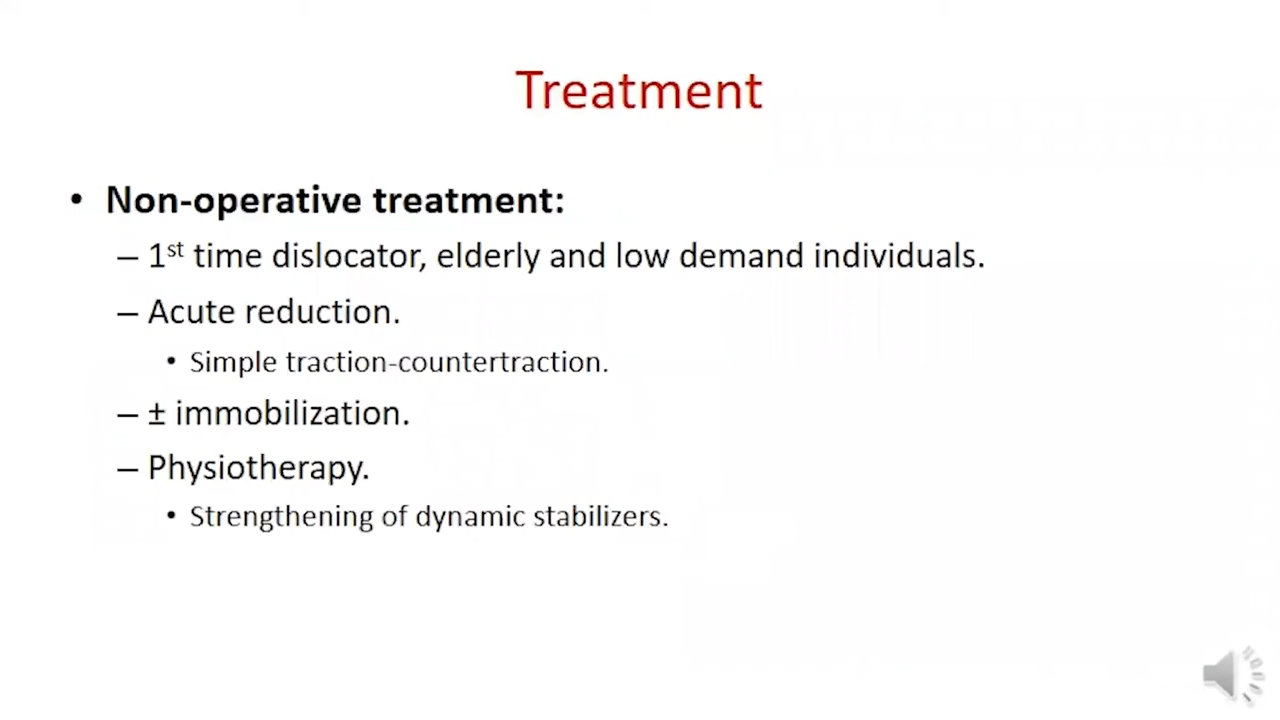 Treatment
• Non-operative treatment:
– 1st time dislocator, elderly and low demand individuals.
– Acute reduction.
• Simple traction-countertraction.
– ± immobilization.
– Physiotherapy.
• Strengthening of dynamic stabilizers.